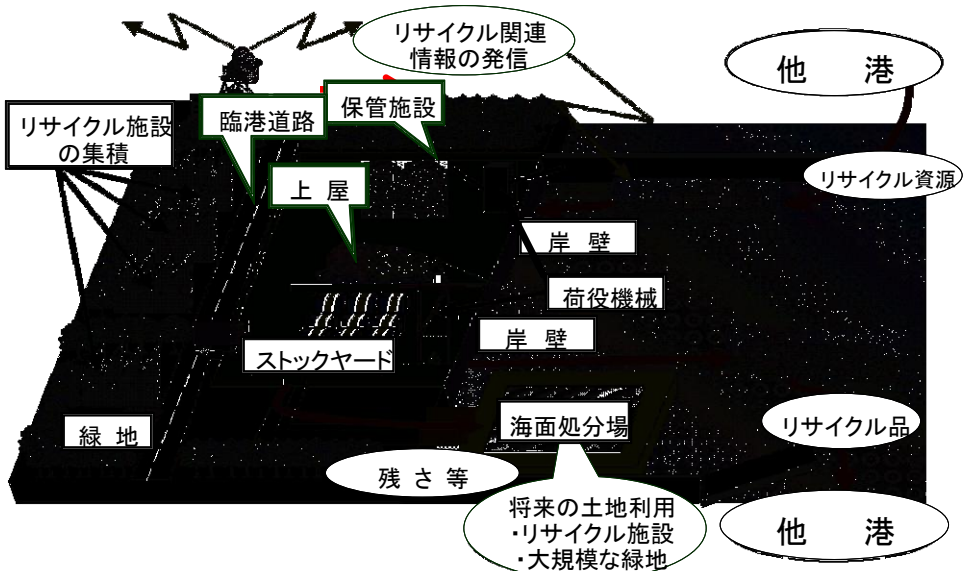 リサイクル関連
情報の発信
他　港
リサイクル施設
の集積
臨港道路
保管施設
上 屋
リサイクル資源
岸 壁
荷役機械
岸 壁
ストックヤード
緑 地
海面処分場
リサイクル品
残 さ 等
将来の土地利用
・リサイクル施設
・大規模な緑地
他　港